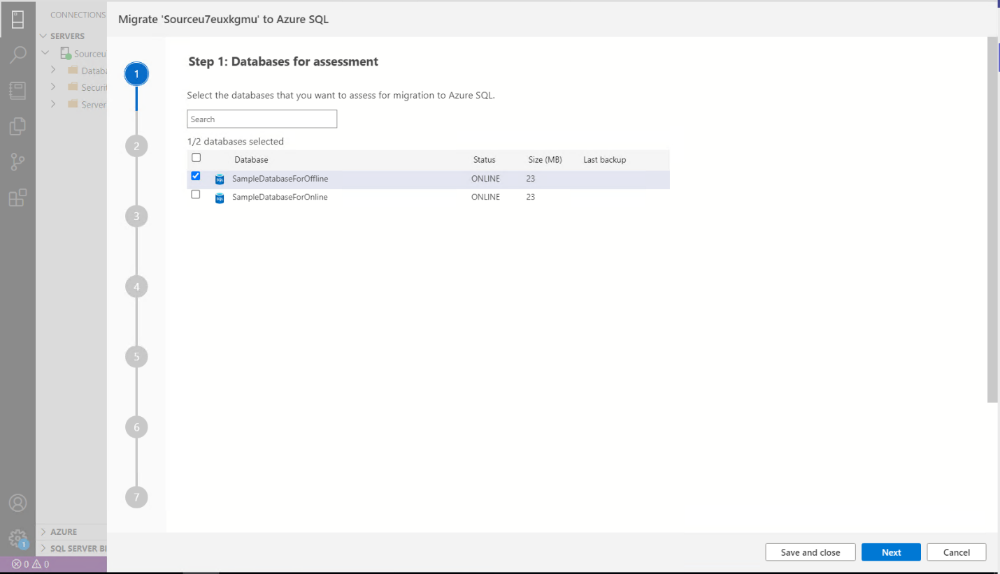 Migrate 'Sourceu7euxkgmu' to Azure SQL
CONNECTIONS
SERVERS
Sourceu
Databa
Securit
Server
AZURE
SQL SERVER BI
1
0 0
1
2
3
4
5
6
7
Step 1: Databases for assessment
Select the databases that you want to assess for migration to Azure SQL.
Search
1/2 databases selected
Database Status Size (MB) Last backup
SQL SampleDatabaseForOffline ONLINE 23
SQL SampleDatabaseForOnline ONLINE 23
Save and close Next Cancel